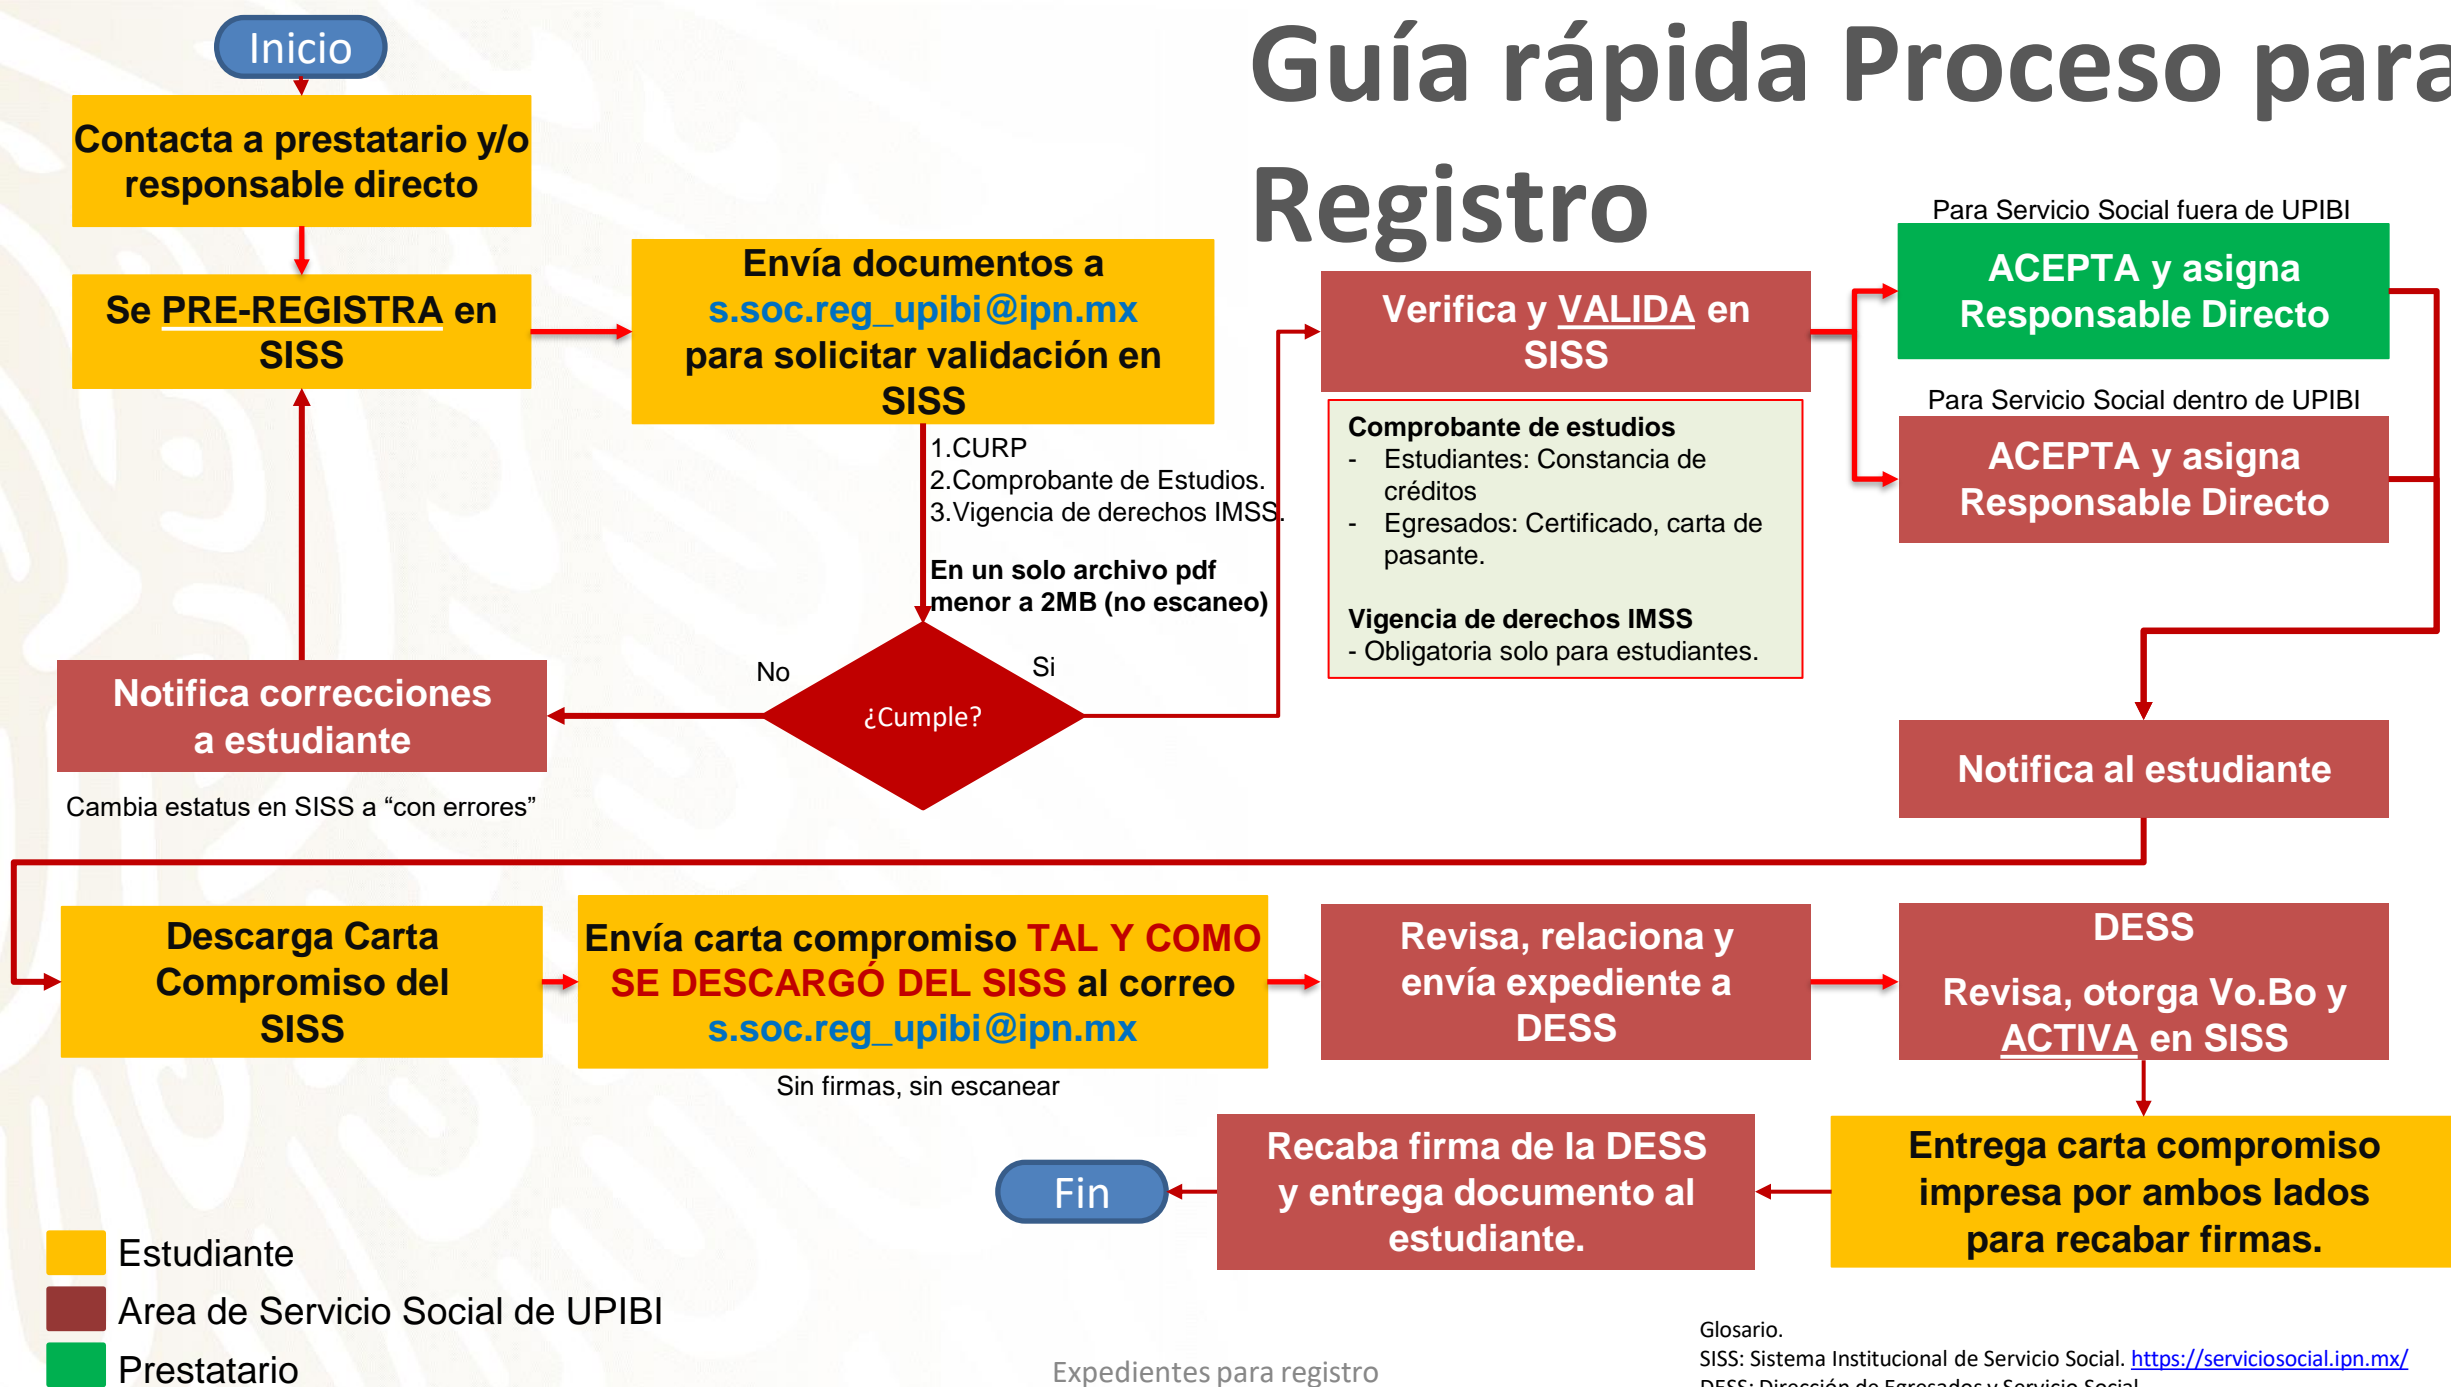 Inicio
Guía rápida Proceso para
Registro
Contacta a prestatario y/o
responsable directo
Se PRE-REGISTRA en
SISS
Envía documentos a
s.soc.reg_upibi@ipn.mx
para solicitar validación en
SISS
1.CURP
2.Comprobante de Estudios.
3.Vigencia de derechos IMSS.
En un solo archivo pdf
menor a 2MB (no escaneo)
¿Cumple?
No
Si
Notifica correcciones
a estudiante
Cambia estatus en SISS a “con errores”
Verifica y VALIDA en
SISS
Comprobante de estudios
- Estudiantes: Constancia de
créditos
- Egresados: Certificado, carta de
pasante.
Vigencia de derechos IMSS
- Obligatoria solo para estudiantes.
Para Servicio Social fuera de UPIBI
ACEPTA y asigna
Responsable Directo
Para Servicio Social dentro de UPIBI
ACEPTA y asigna
Responsable Directo
Notifica al estudiante
Descarga Carta
Compromiso del
SISS
Envía carta compromiso TAL Y COMO
SE DESCARGÓ DEL SISS al correo
s.soc.reg_upibi@ipn.mx
Sin firmas, sin escanear
Revisa, relaciona y
envía expediente a
DESS
DESS
Revisa, otorga Vo.Bo y
ACTIVA en SISS
Entrega carta compromiso
impresa por ambos lados
para recabar firmas.
Recaba firma de la DESS
y entrega documento al
estudiante.
Fin
Estudiante
Area de Servicio Social de UPIBI
Prestatario
Expedientes para registro
Glosario.
SISS: Sistema Institucional de Servicio Social. https://serviciosocial.ipn.mx/
DESS: Dirección de Egresados y Servicio Social